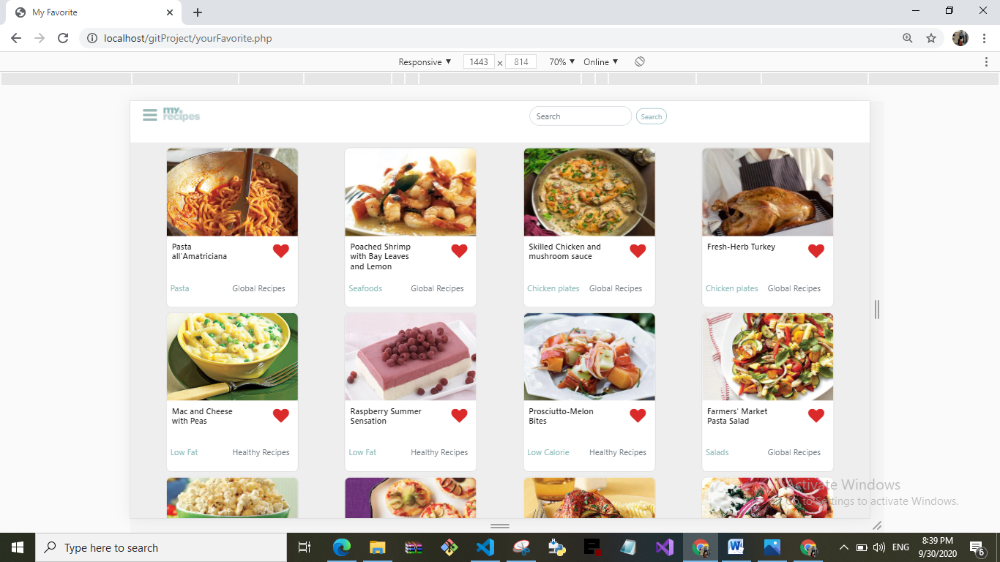 My Favorite
localhost/gitProject/yourFavorite.php
Responsive ▼ 1443 × 814 70% ▼ Online ▼
my.
recipes
Search Search
Pasta
all'Amatriciana
Pasta Global Recipes
Poached Shrimp
with Bay Leaves
and Lemon
Seafoods Global Recipes
Skilled Chicken and
mushroom sauce
Chicken plates Global Recipes
Fresh-Herb Turkey
Chicken plates Global Recipes
Mac and Cheese
with Peas
Low Fat Healthy Recipes
Raspberry Summer
Sensation
Low Fat Healthy Recipes
Prosciutto-Melon
Bites
Low Calorie Healthy Recipes
Farmers' Market
Pasta Salad
Salads Global Recipes
Activate Windows
Go to Settings to activate Windows.
Type here to search
ENG
8:39 PM
9/30/2020
6